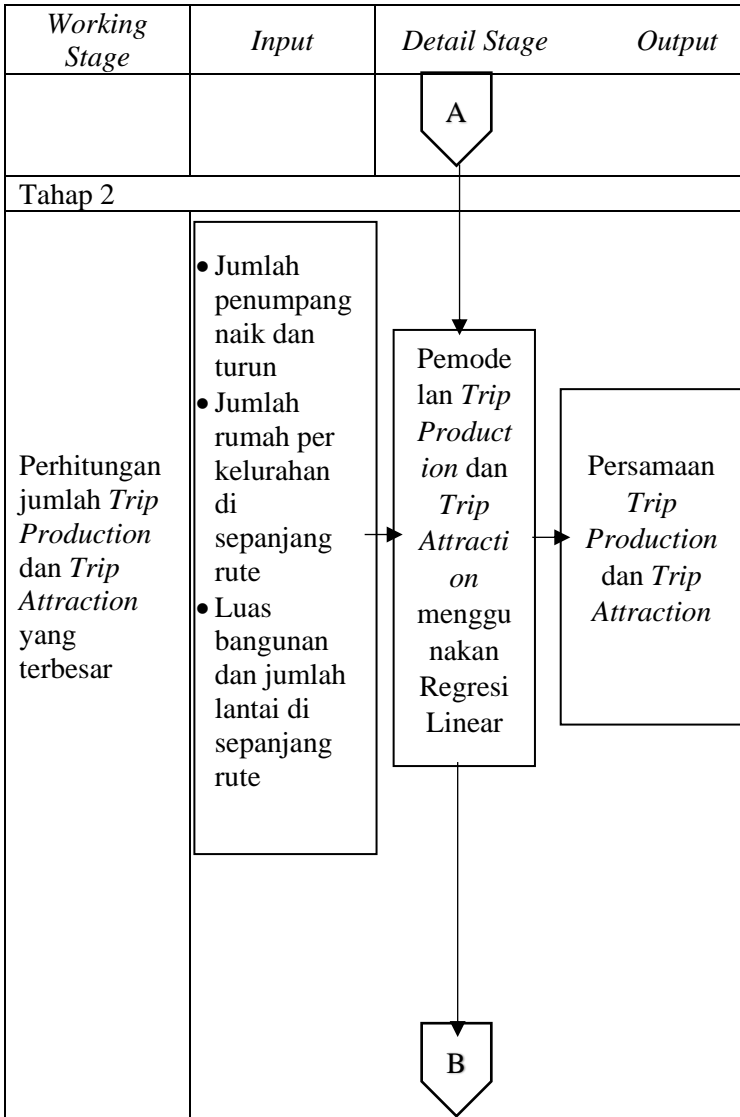 Working
Stage
Input
Detail Stage
Output
A
Tahap 2
Perhitungan
jumlah Trip
Production
dan Trip
Attraction
yang
terbesar
• Jumlah
penumpang
naik dan
turun
• Jumlah
rumah per
kelurahan
di
sepanjang
rute
• Luas
bangunan
dan jumlah
lantai di
sepanjang
rute
Pemode
lan Trip
Product
ion dan
Trip
Attracti
on
menggu
nakan
Regresi
Linear
Persamaan
Trip
Production
dan Trip
Attraction
B